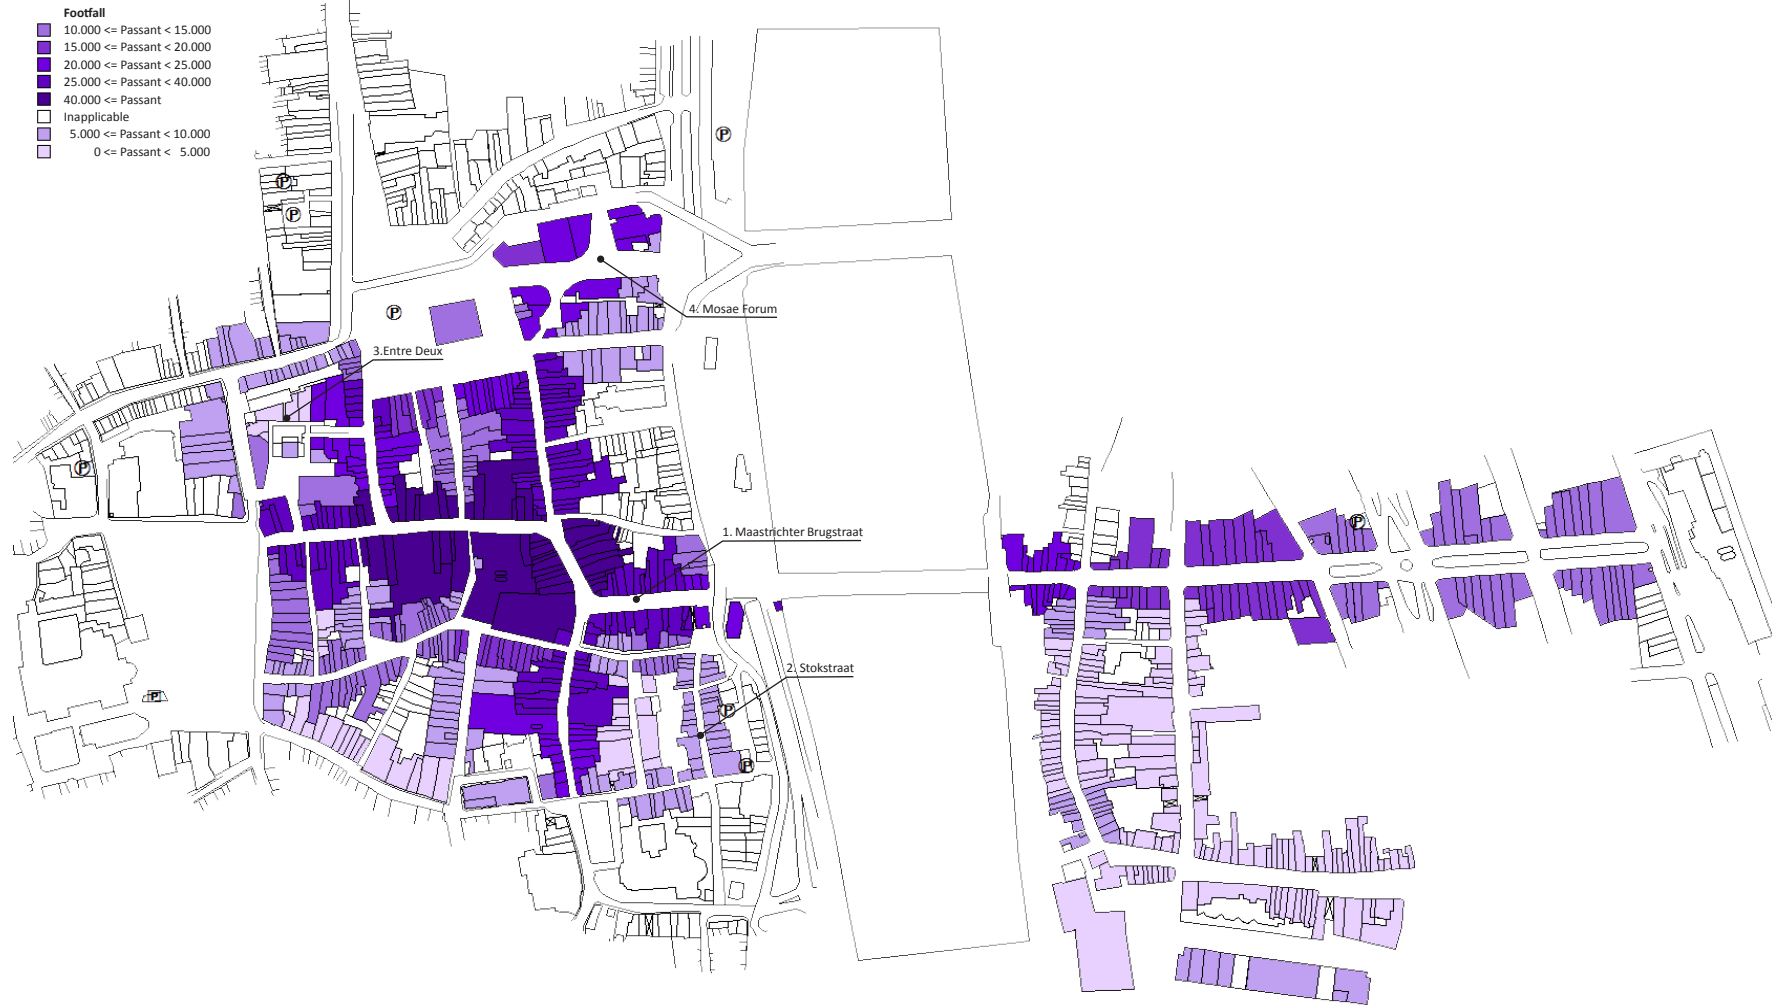 Footfall
10.000 <= Passant < 15.000
15.000 <= Passant < 20.000
20.000 <= Passant < 25.000
25.000 <= Passant < 40.000
40.000 <= Passant
Inapplicable
5.000 <= Passant < 10.000
0 <= Passant < 5.000
P
P
P
4. Mosae Forum
P
3.Entre Deux
P
P
1. Maastrichter Brugstraat
2. Stokstraat
P
P
P